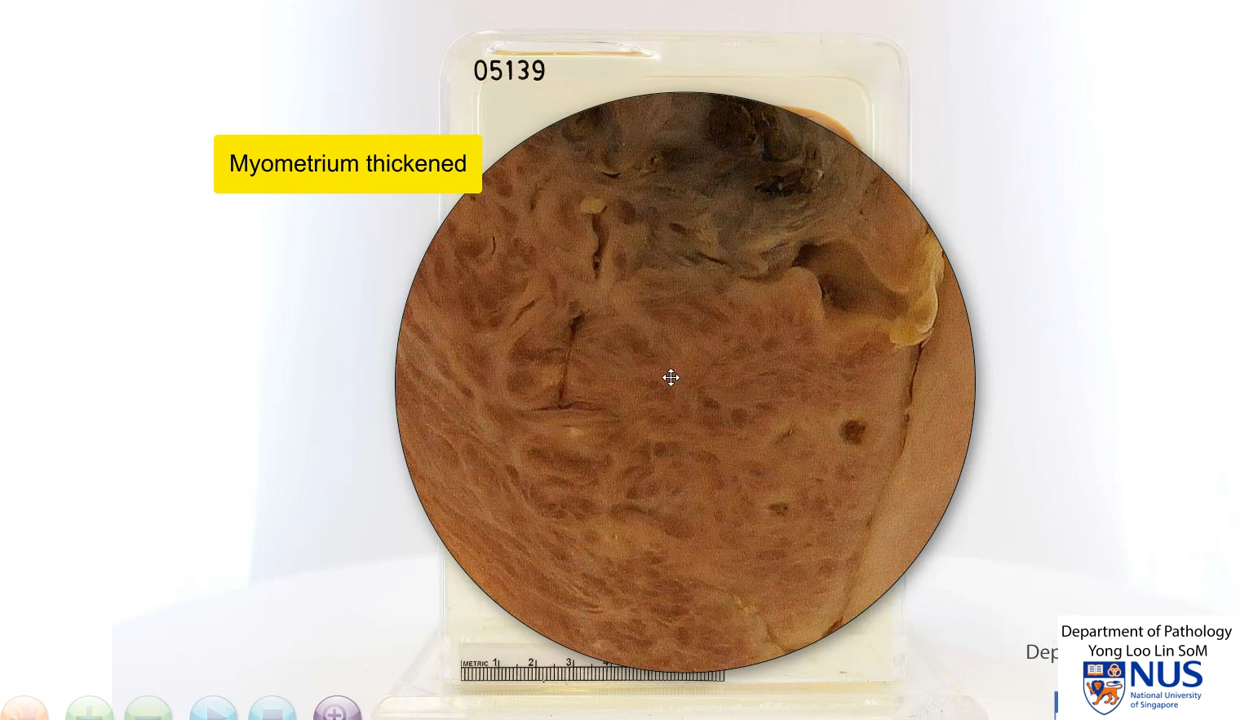 05139
Myometrium thickened
METRIC 1 2 3 4
Dep
Department of Pathology
Yong Loo Lin SoM
NUS
National University
of Singapore